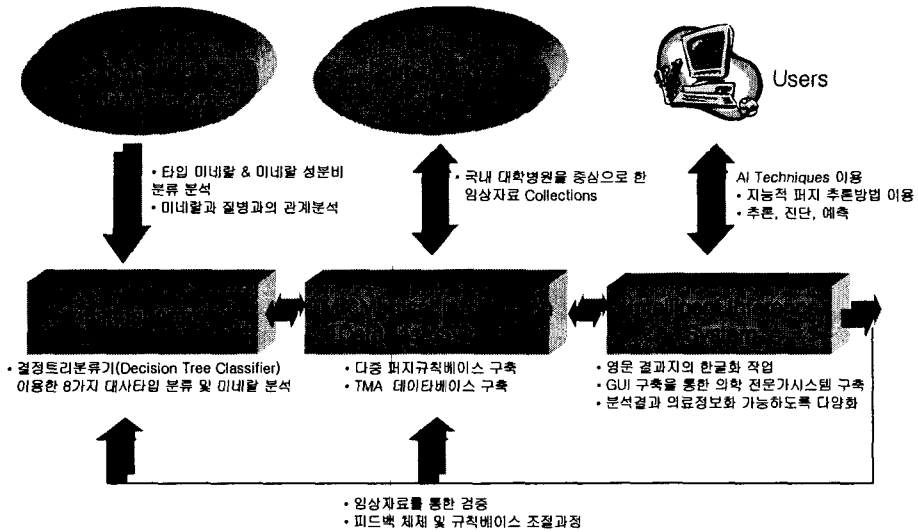 Users
• 타입 미네랄 & 미네랄 성분비
분류 분석
• 미네랄과 질병과의 관계분석
• 국내 대학병원을 중심으로 한
임상자료 Collections
AI Techniques 이용
• 지능적 퍼지 추론방법 이용
• 추론, 진단, 예측
• 결정트리분류기(Decision Tree Classifier)
이용한 8가지 대사타입 분류 및 미네랄 분석
• 다중 퍼지규칙베이스 구축
• TMA 데이타베이스 구축
• 영문 결과지의 한글화 작업
• GUI 구축을 통한 의학 전문가시스템 구축
• 분석결과 의료정보화 가능하도록 다양화
• 임상자료를 통한 검증
• 피드백 체제 및 규칙베이스 조절과정